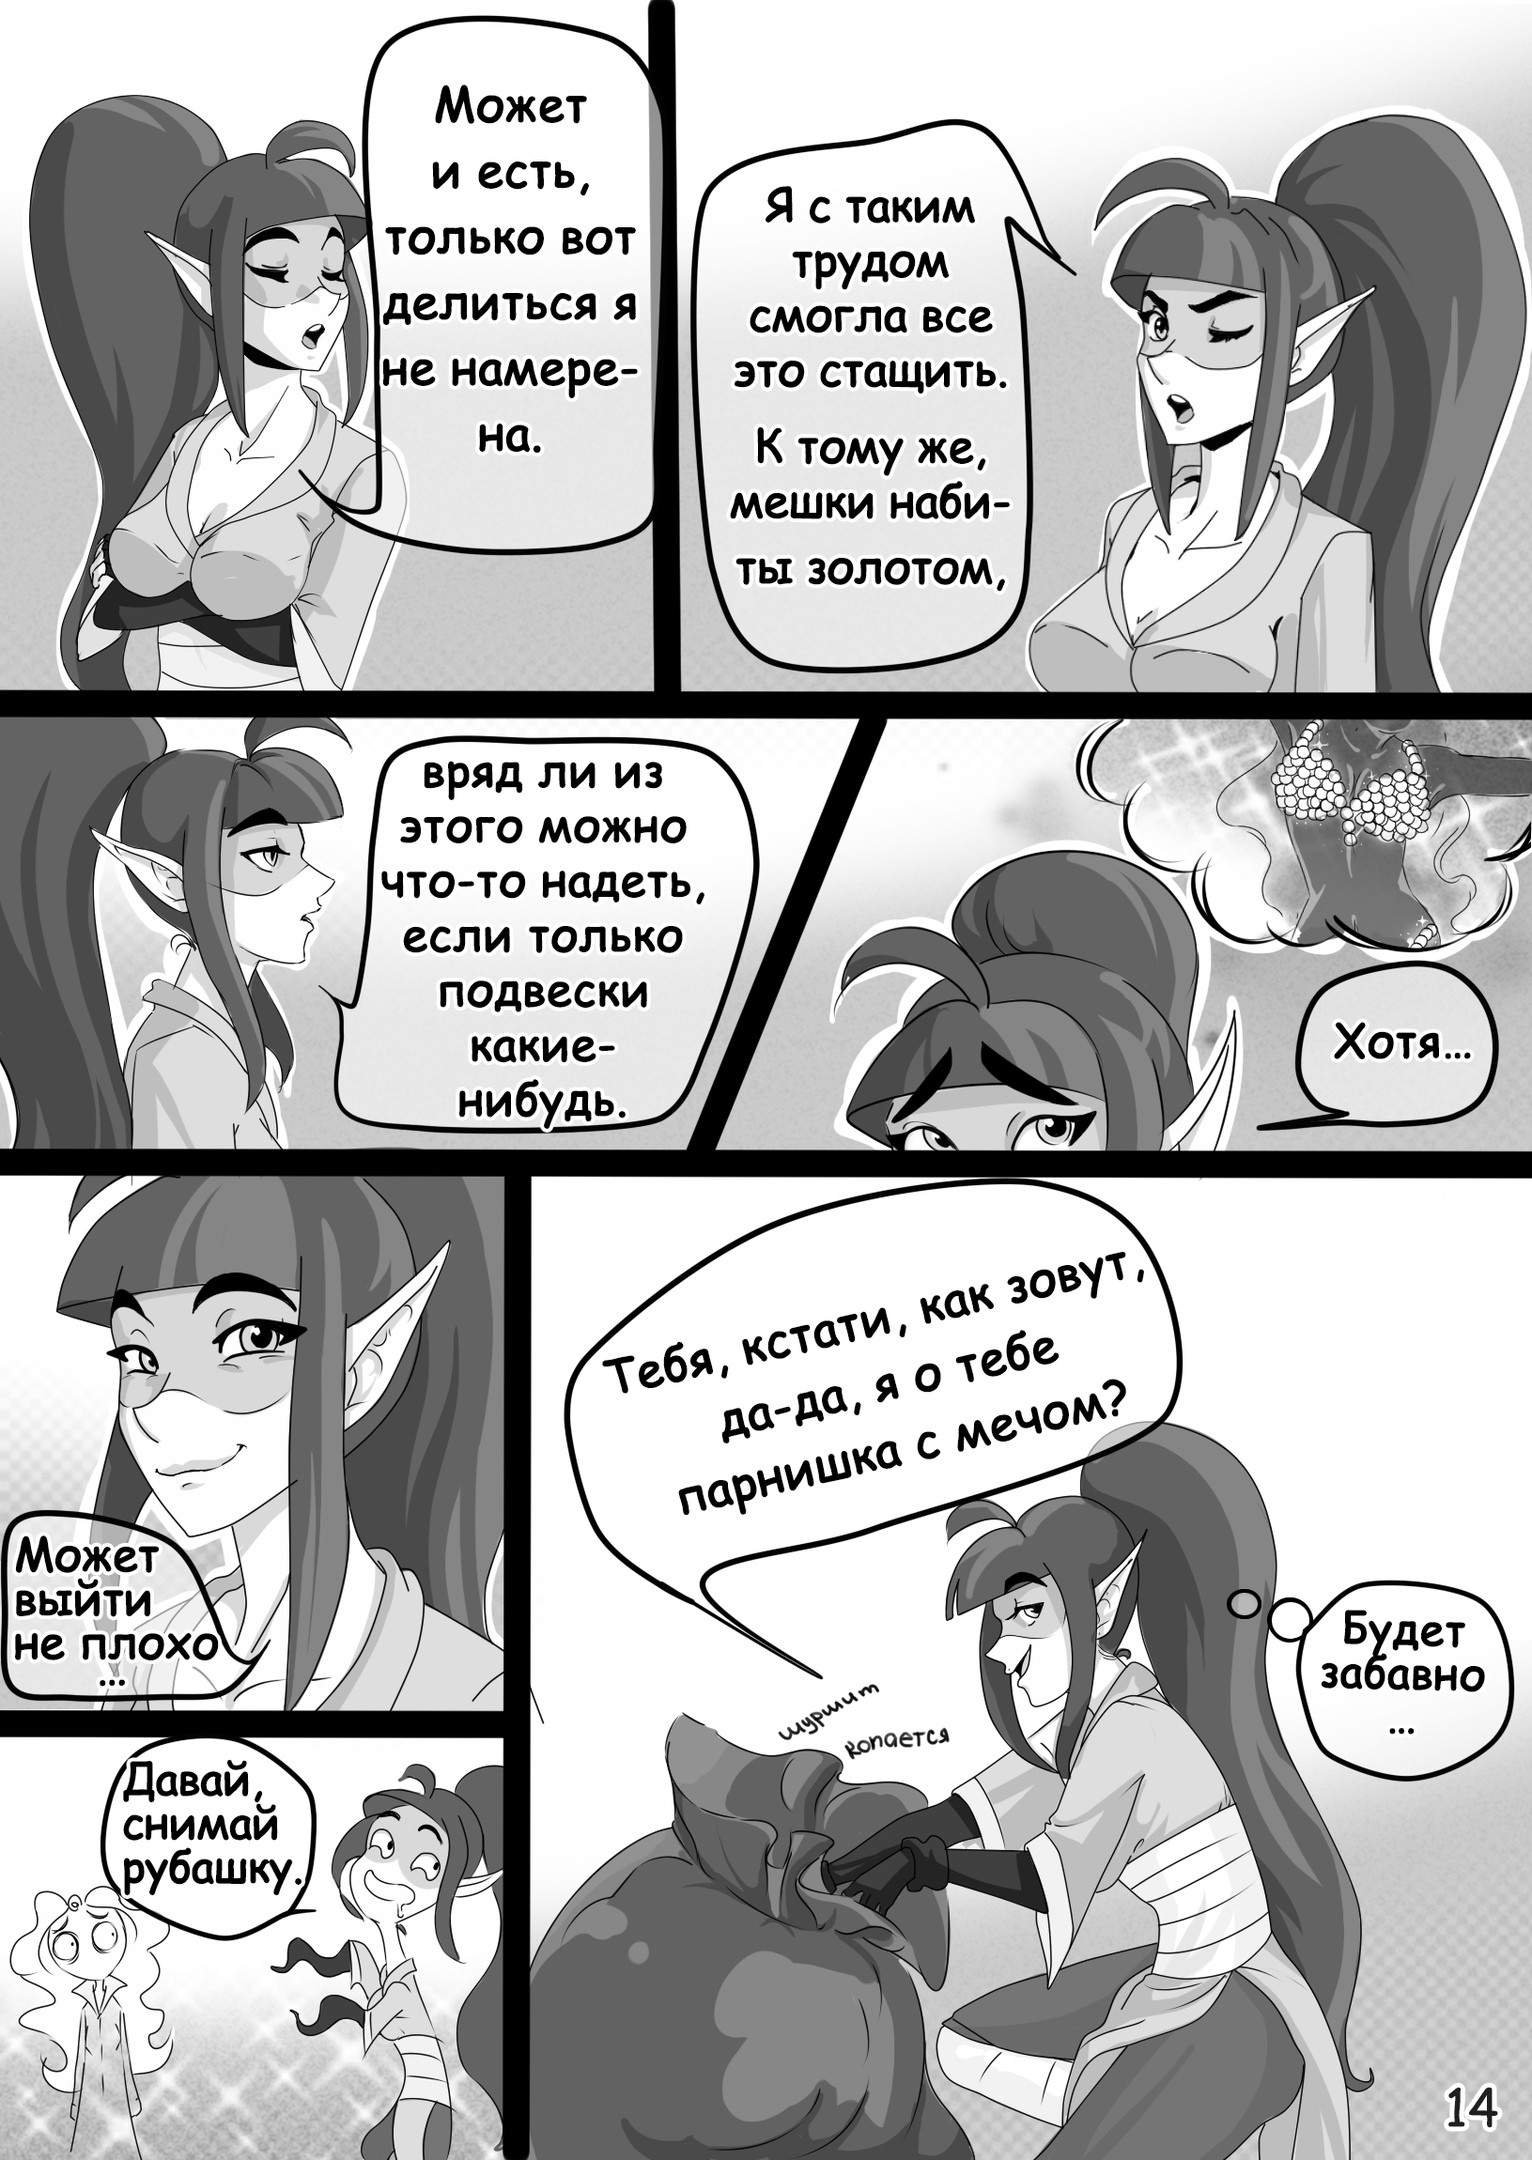 Может
и есть,
только вот
делиться я
не намере-
на.
Я с таким
трудом
смогла все
это стащить.
К тому же,
мешки наби-
ты золотом,
вряд ли из
этого можно
что-то надеть,
если только
подвески
какие-
нибудь.
Хотя...
Может
выйти
не плохо
...
Давай,
снимай
рубашку.
Тебя, кстати, как зовут,
да-да, я о тебе
парнишка с мечом?
шуршит
копается
Будет
забавно
...
14